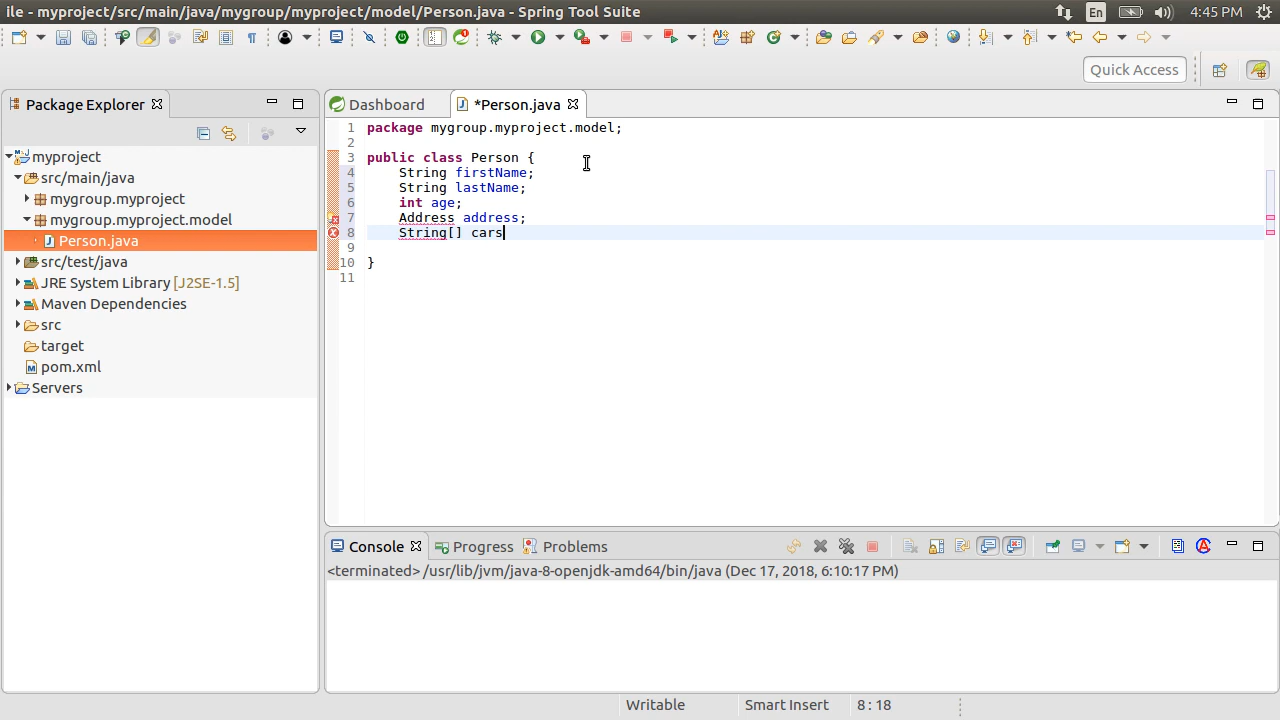 ile - myproject/src/main/java/mygroup/myproject/model/Person.java - Spring Tool Suite
En
4:45 PM
Quick Access
Package Explorer
myproject
src/main/java
mygroup.myproject
mygroup.myproject.model
Person.java
src/test/java
JRE System Library [J2SE-1.5]
Maven Dependencies
src
target
pom.xml
Servers
Dashboard
*Person.java
1 package mygroup.myproject.model;
2
3 public class Person {
4 String firstName;
5 String lastName;
6 int age;
7 Address address;
8 String[] cars
9
10 }
11
Console
Progress
Problems
<terminated> /usr/lib/jvm/java-8-openjdk-amd64/bin/java (Dec 17, 2018, 6:10:17 PM)
Writable
Smart Insert
8 : 18